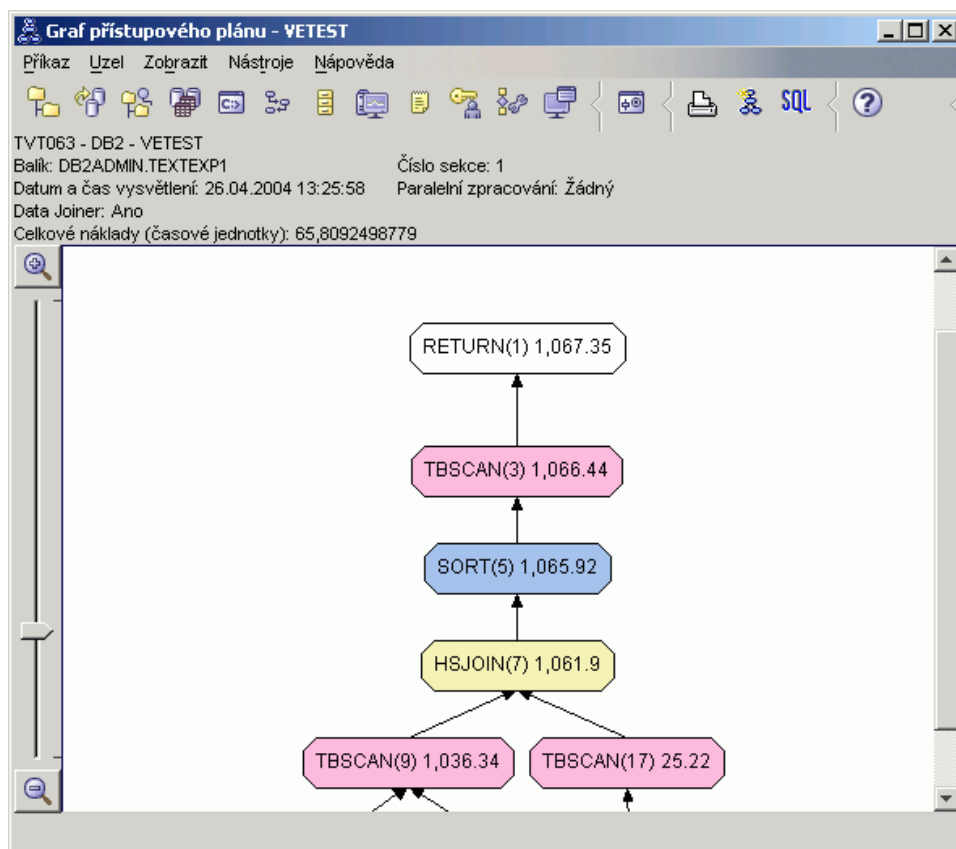 Graf přístupového plánu - VETEST
Příkaz Uzel Zobrazit Nástroje Nápověda
C:\>
SQL
?
TVT063 - DB2 - VETEST
Balík: DB2ADMIN.TEXTEXP1 Číslo sekce: 1
Datum a čas vysvětlení: 26.04.2004 13:25:58 Paralelní zpracování: Žádný
Data Joiner: Ano
Celkové náklady (časové jednotky): 65,8092498779
RETURN(1) 1,067.35
TBSCAN(3) 1,066.44
SORT(5) 1,065.92
HSJOIN(7) 1,061.9
TBSCAN(9) 1,036.34 TBSCAN(17) 25.22